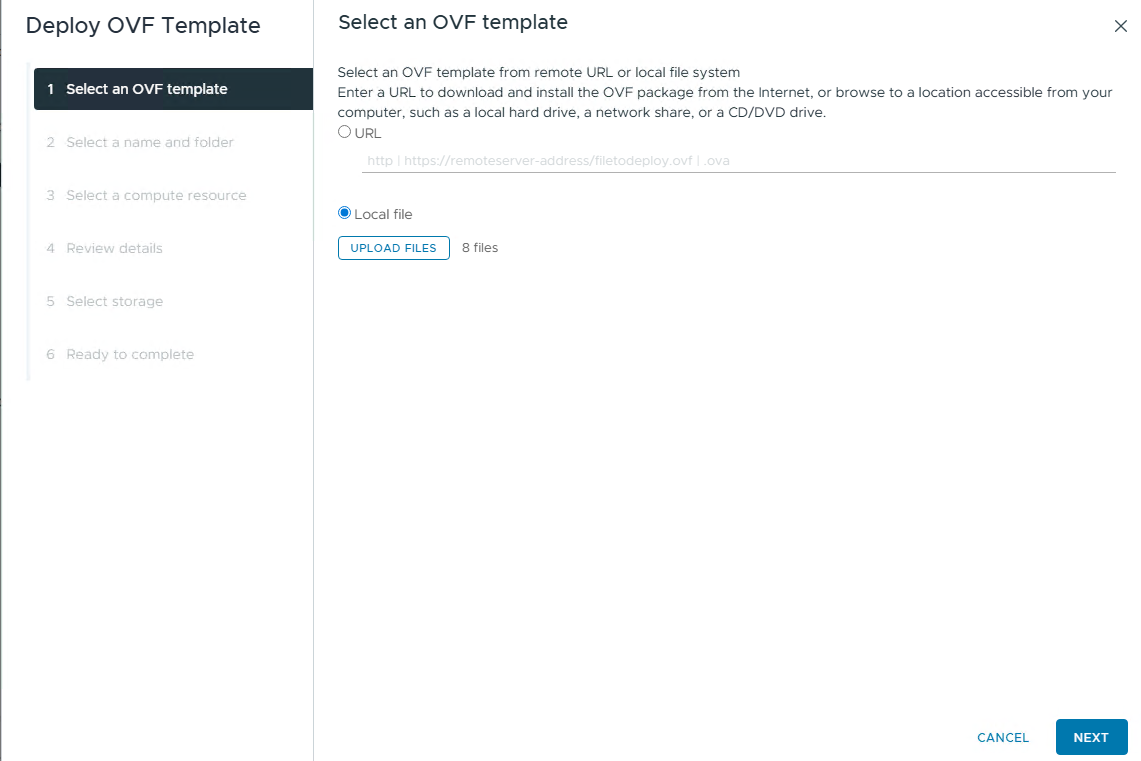 Deploy OVF Template
1 Select an OVF template
2 Select a name and folder
3 Select a compute resource
4 Review details
5 Select storage
6 Ready to complete
Select an OVF template
Select an OVF template from remote URL or local file system
Enter a URL to download and install the OVF package from the Internet, or browse to a location accessible from your
computer, such as a local hard drive, a network share, or a CD/DVD drive.
URL
http | https://remoteserver-address/filetodeploy.ovf | .ova
Local file
UPLOAD FILES 8 files
CANCEL NEXT